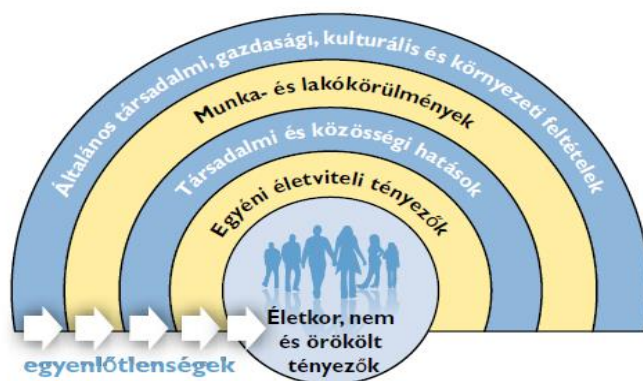 Általános társadalmi, gazdasági, kulturális és környezeti feltételek
Munka- és lakókörülmények
Társadalmi és közösségi hatások
Egyéni életviteli tényezők
Életkor, nem
és örökölt
tényezők
egyenlőtlenségek